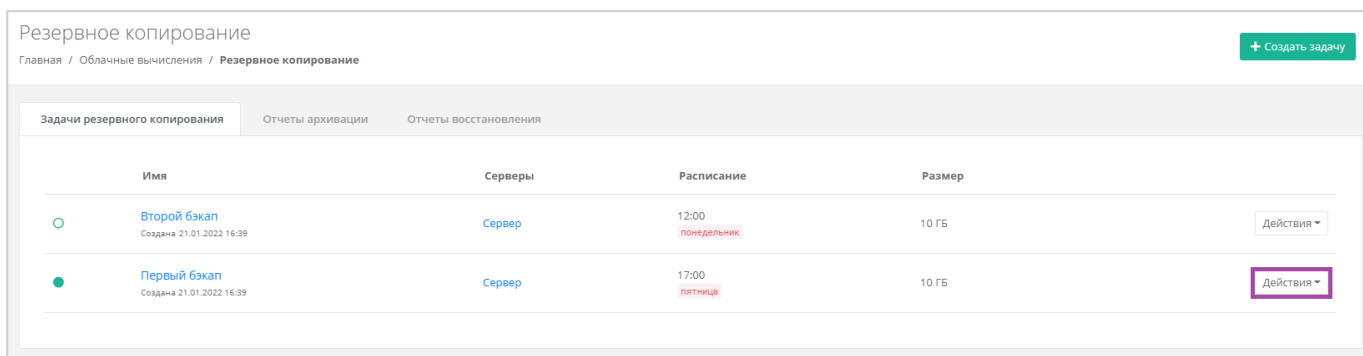 Резервное копирование
Главная / Облачные вычисления / Резервное копирование
+ Создать задачу
Задачи резервного копирования Отчеты архивации Отчеты восстановления
Имя Серверы Расписание Размер
Второй бэкап
Создана 21.01.2022 16:39
Сервер
12:00
понедельник
10 ГБ
Действия
Первый бэкап
Создана 21.01.2022 16:39
Сервер
17:00
пятница
10 ГБ
Действия